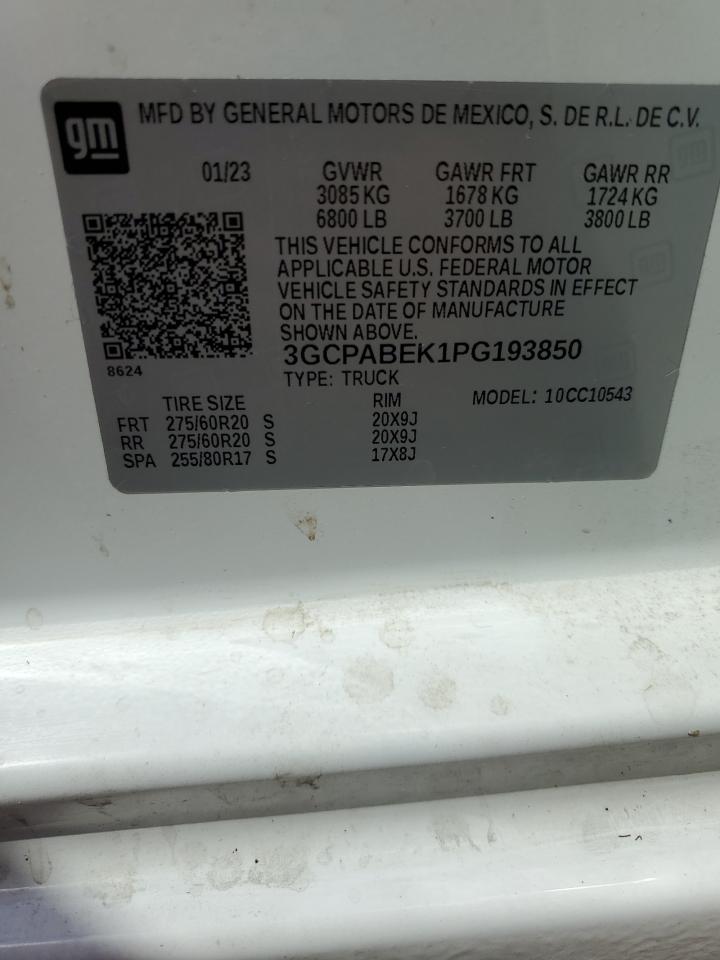 gm
MFD BY GENERAL MOTORS DE MEXICO, S. DE R.L. DE C.V.
01/23 GVWR GAWR FRT GAWR RR
3085 KG 1678 KG 1724 KG
6800 LB 3700 LB 3800 LB
THIS VEHICLE CONFORMS TO ALL
APPLICABLE U.S. FEDERAL MOTOR
VEHICLE SAFETY STANDARDS IN EFFECT
ON THE DATE OF MANUFACTURE
SHOWN ABOVE.
3GCPABEK1PG193850
8624
TYPE: TRUCK
TIRE SIZE RIM MODEL: 10CC10543
FRT 275/60R20 S 20X9J
RR 275/60R20 S 20X9J
SPA 255/80R17 S 17X8J